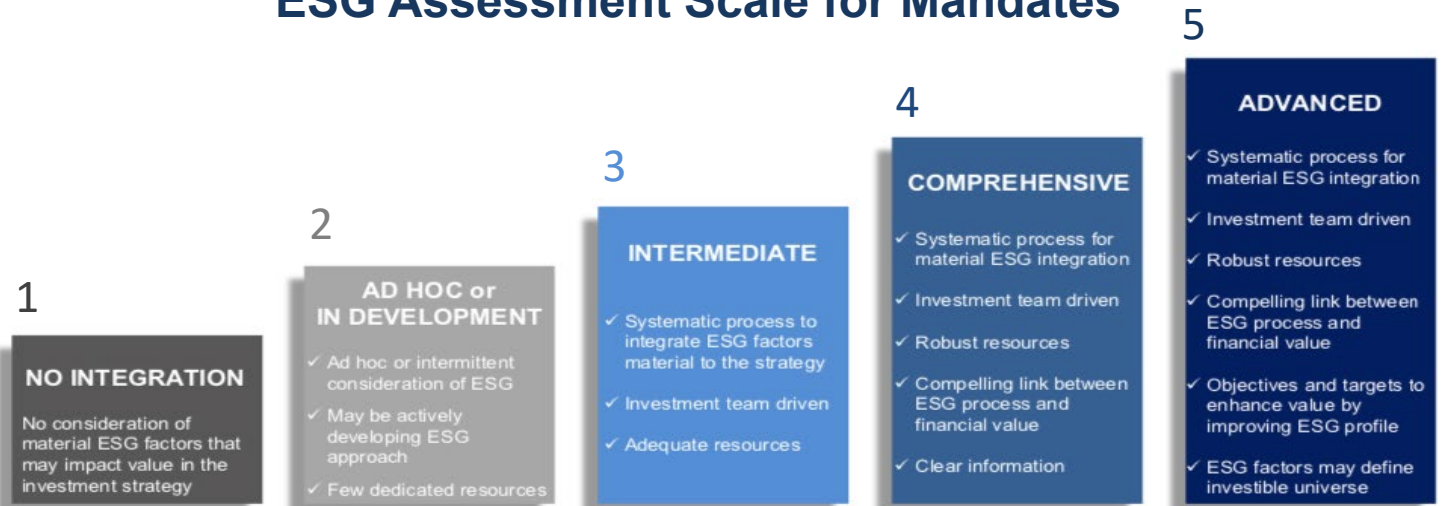 ESG Assessment Scale for Mandates
1
NO INTEGRATION
No consideration of
material ESG factors that
may impact value in the
investment strategy
2
AD HOC or
IN DEVELOPMENT
✓ Ad hoc or intermittent
consideration of ESG
✓ May be actively
developing ESG
approach
✓ Few dedicated resources
3
INTERMEDIATE
✓ Systematic process to
integrate ESG factors
material to the strategy
✓ Investment team driven
✓ Adequate resources
4
COMPREHENSIVE
✓ Systematic process for
material ESG integration
✓ Investment team driven
✓ Robust resources
✓ Compelling link between
ESG process and
financial value
✓ Clear information
5
ADVANCED
✓ Systematic process for
material ESG integration
✓ Investment team driven
✓ Robust resources
✓ Compelling link between
ESG process and
financial value
✓ Objectives and targets to
enhance value by
improving ESG profile
✓ ESG factors may define
investible universe